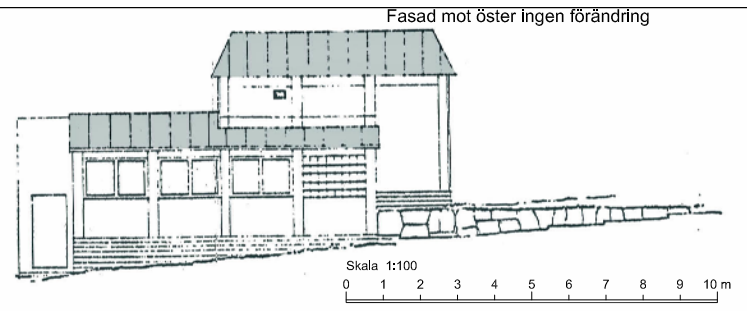 Fasad mot öster ingen förändring
Skala 1:100
0 1 2 3 4 5 6 7 8 9 10 m